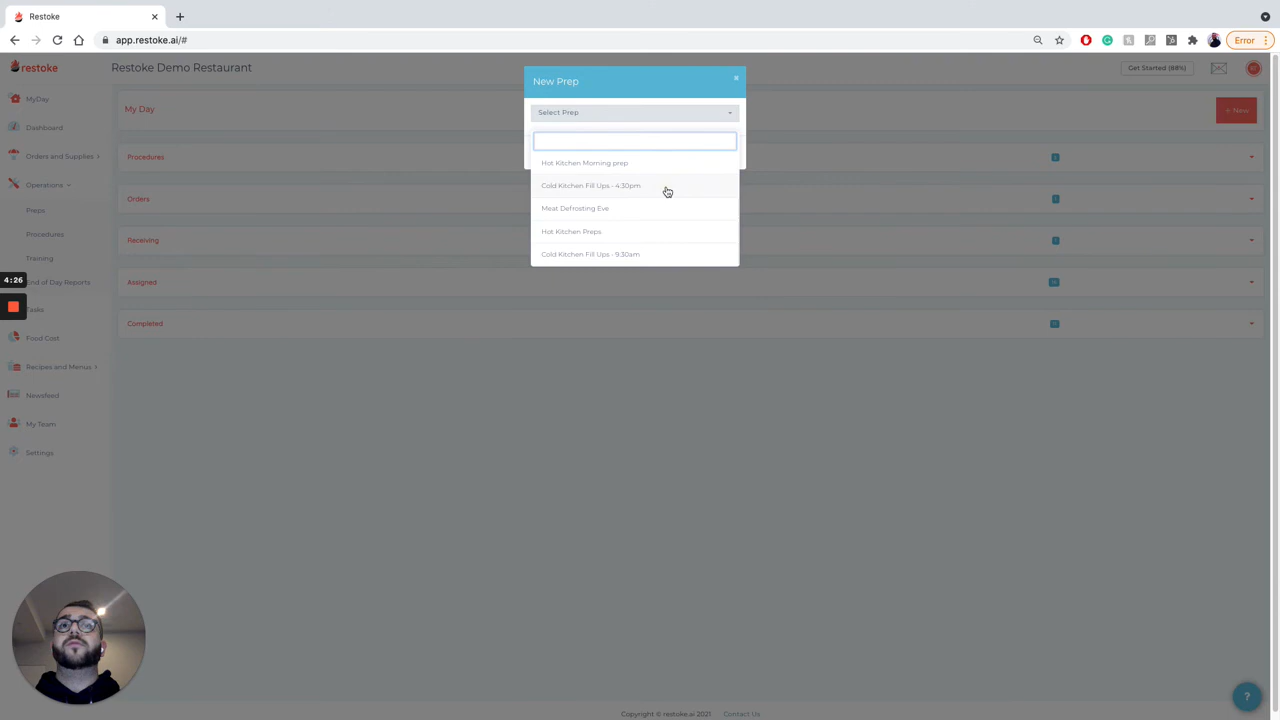 Restoke
app.restoke.ai/#
Error
restoke
Restoke Demo Restaurant
Get Started (88%)
New Prep
×
Select Prep
Hot Kitchen Morning prep
Cold Kitchen Fill Ups - 4:30pm
Meat Defrosting Eve
Hot Kitchen Preps
Cold Kitchen Fill Ups - 9:30am
MyDay
Dashboard
Orders and Supplies
Operations
Preps
Procedures
Training
End of Day Reports
Tasks
Food Cost
Recipes and Menus
Newsfeed
My Team
Settings
4:26
My Day
+ New
Procedures
Orders
Receiving
Assigned
Completed
?
Copyright © restoke.ai 2021
Contact Us